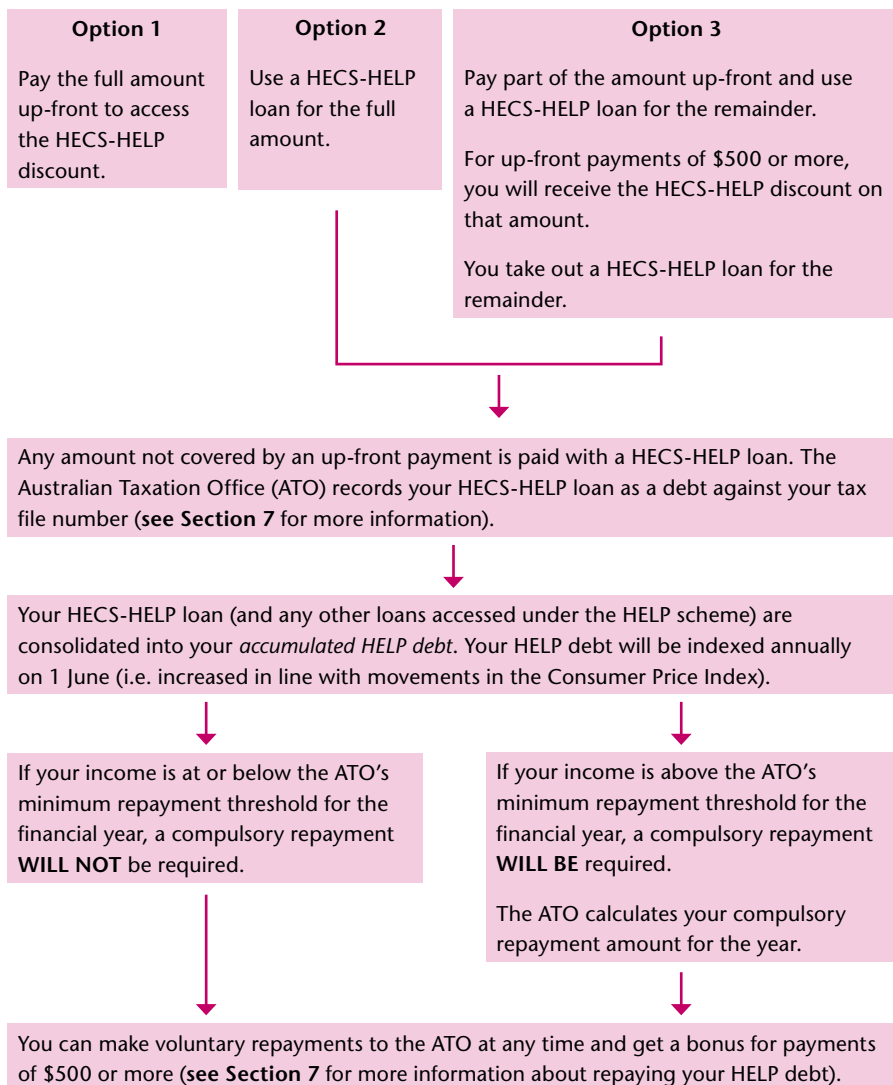 Option 1
Pay the full amount
up-front to access
the HECS-HELP
discount.
Option 2
Use a HECS-HELP
loan for the full
amount.
Option 3
Pay part of the amount up-front and use
a HECS-HELP loan for the remainder.
For up-front payments of $500 or more,
you will receive the HECS-HELP discount on
that amount.
You take out a HECS-HELP loan for the
remainder.
Any amount not covered by an up-front payment is paid with a HECS-HELP loan. The
Australian Taxation Office (ATO) records your HECS-HELP loan as a debt against your tax
file number (see Section 7 for more information).
Your HECS-HELP loan (and any other loans accessed under the HELP scheme) are
consolidated into your accumulated HELP debt. Your HELP debt will be indexed annually
on 1 June (i.e. increased in line with movements in the Consumer Price Index).
If your income is at or below the ATO's
minimum repayment threshold for the
financial year, a compulsory repayment
WILL NOT be required.
If your income is above the ATO's
minimum repayment threshold for the
financial year, a compulsory repayment
WILL BE required.
The ATO calculates your compulsory
repayment amount for the year.
You can make voluntary repayments to the ATO at any time and get a bonus for payments
of $500 or more (see Section 7 for more information about repaying your HELP debt).